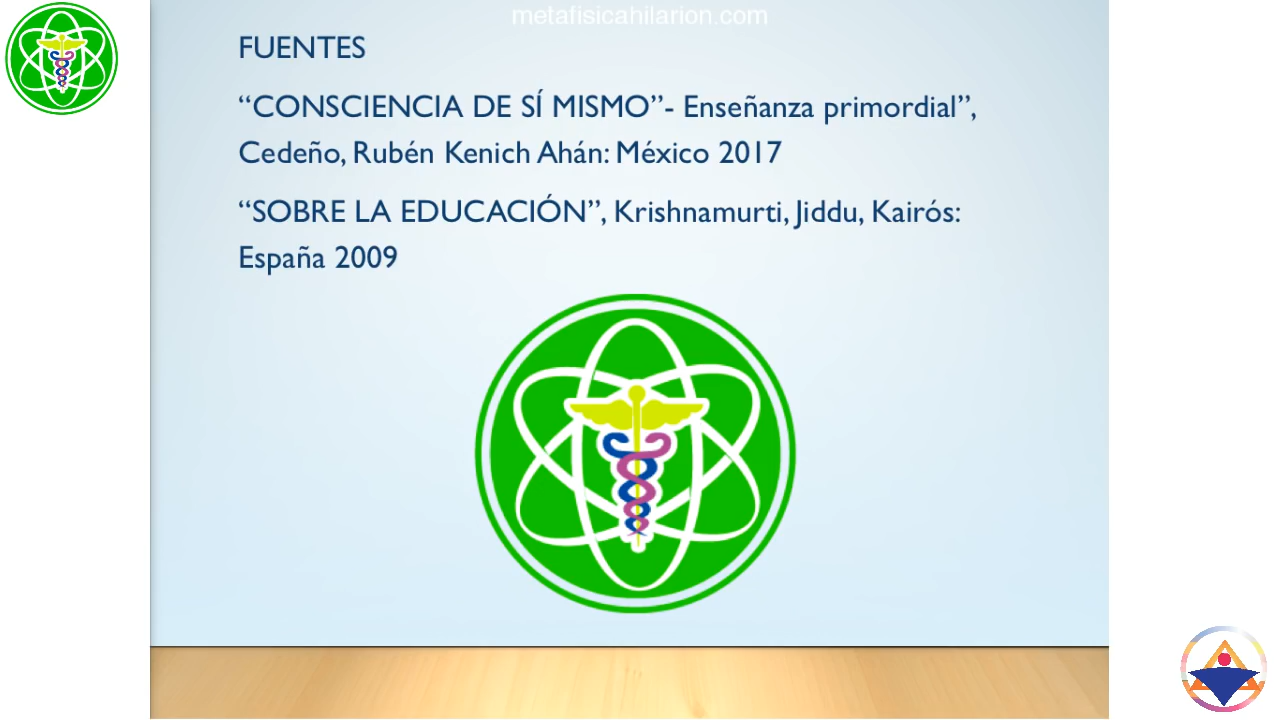 metafisicahilarion.com
FUENTES
“CONSCIENCIA DE SÍ MISMO”- Enseñanza primordial”,
Cedeño, Rubén Kenich Ahán: México 2017
“SOBRE LA EDUCACIÓN”, Krishnamurti, Jiddu, Kairós:
España 2009